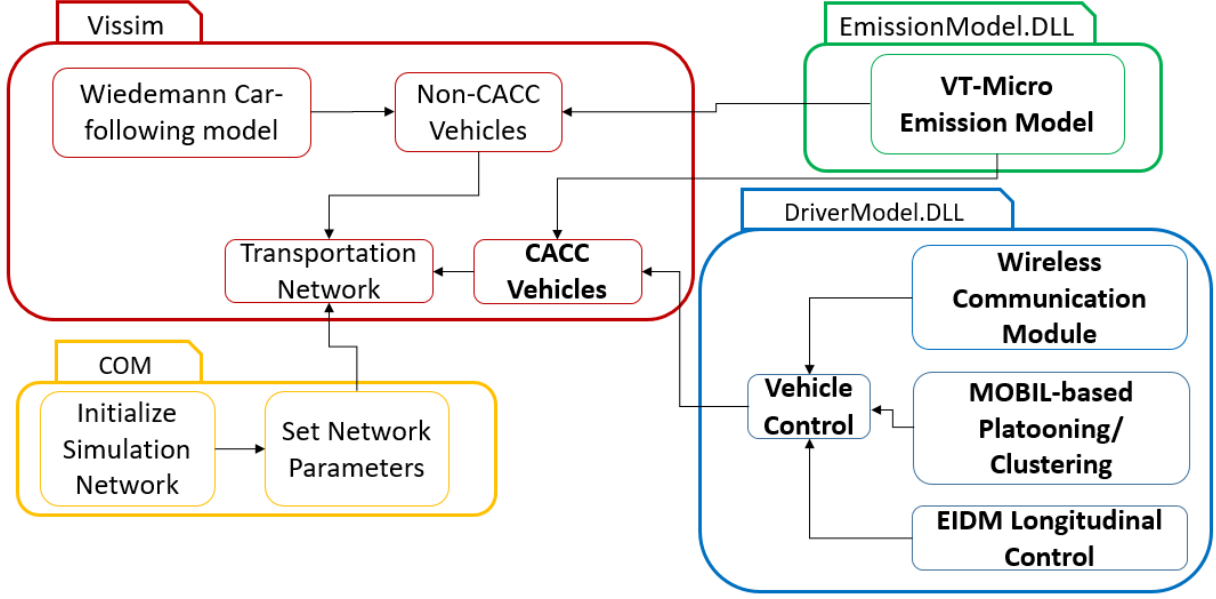 Vissim
Wiedemann Car-
following model
Non-CACC
Vehicles
Transportation
Network
CACC
Vehicles
EmissionModel.DLL
VT-Micro
Emission Model
DriverModel.DLL
Wireless
Communication
Module
Vehicle
Control
MOBIL-based
Platooning/
Clustering
EIDM Longitudinal
Control
COM
Initialize
Simulation
Network
Set Network
Parameters